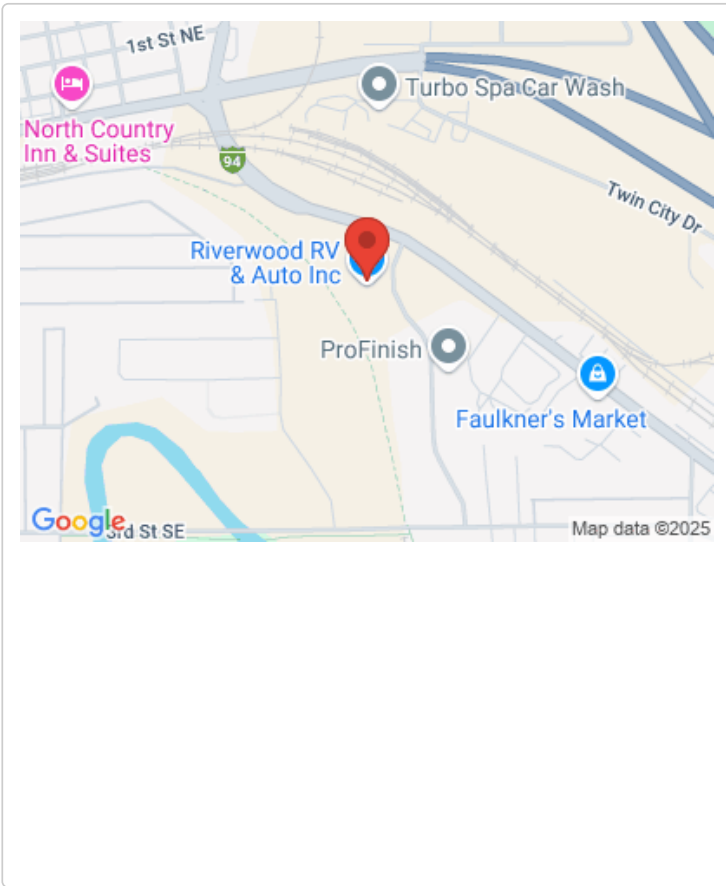 1st St NE
Turbo Spa Car Wash
North Country
Inn & Suites
94
Twin City Dr
Riverwood RV
& Auto Inc
ProFinish
Faulkner's Market
Google
3rd St SE
Map data ©2025